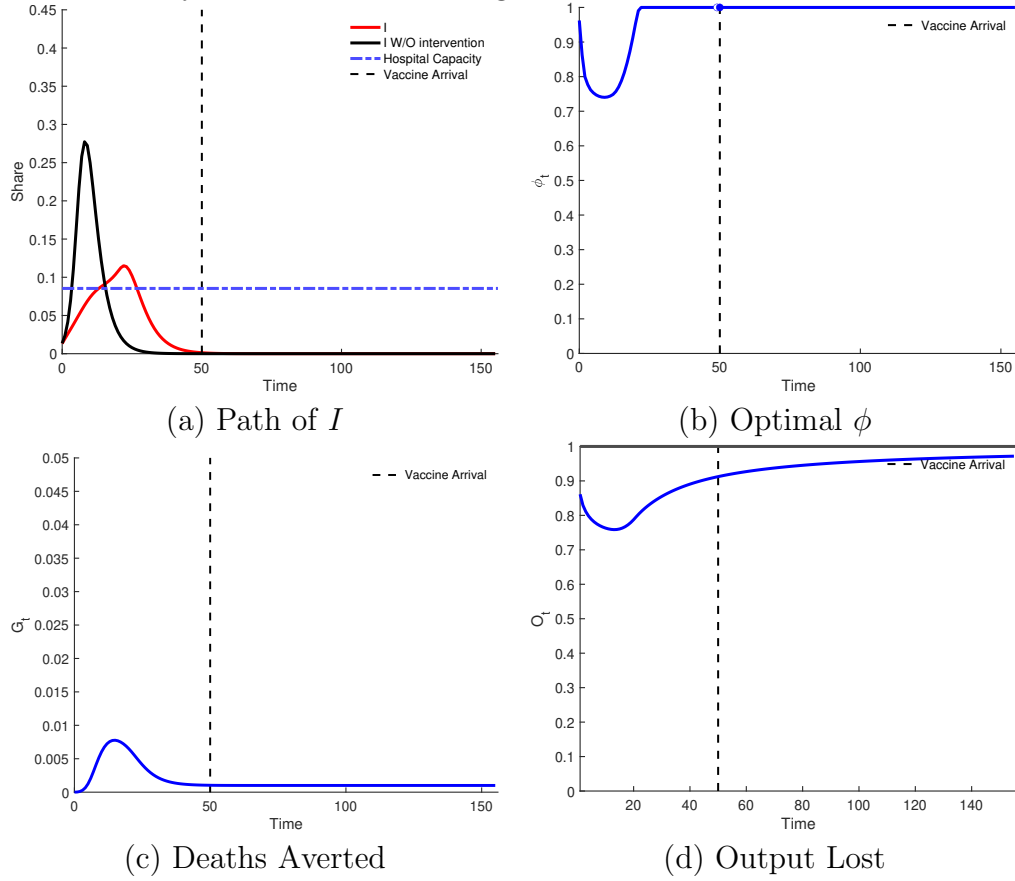 0.45
0.4
0.35
0.3
0.25
0.2
0.15
0.1
0.05
0
Share
0 50 100 150
Time
I
I W/O intervention
Hospital Capacity
Vaccine Arrival
(a) Path of I
1
0.9
0.8
0.7
0.6
0.5
0.4
0.3
0.2
0.1
0
ϕt
0 50 100 150
Time
Vaccine Arrival
(b) Optimal ϕ
0.05
0.045
0.04
0.035
0.03
0.025
0.02
0.015
0.01
0.005
0
Gt
0 50 100 150
Time
Vaccine Arrival
(c) Deaths Averted
1
0.9
0.8
0.7
0.6
0.5
0.4
0.3
0.2
0.1
0
Ot
20 40 60 80 100 120 140
Time
Vaccine Arrival
(d) Output Lost